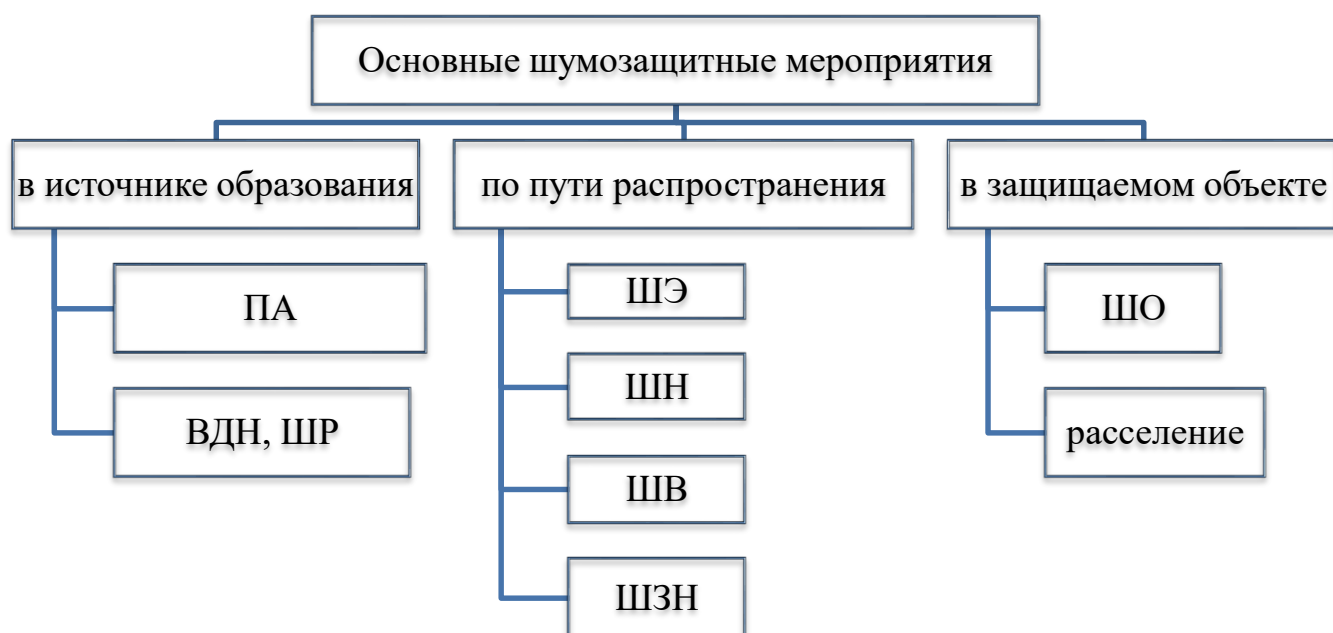 Основные шумозащитные мероприятия
в источнике образования
по пути распространения
в защищаемом объекте
ПА
ВДН, ШР
ШЭ
ШН
ШВ
ШЗН
ШО
расселение